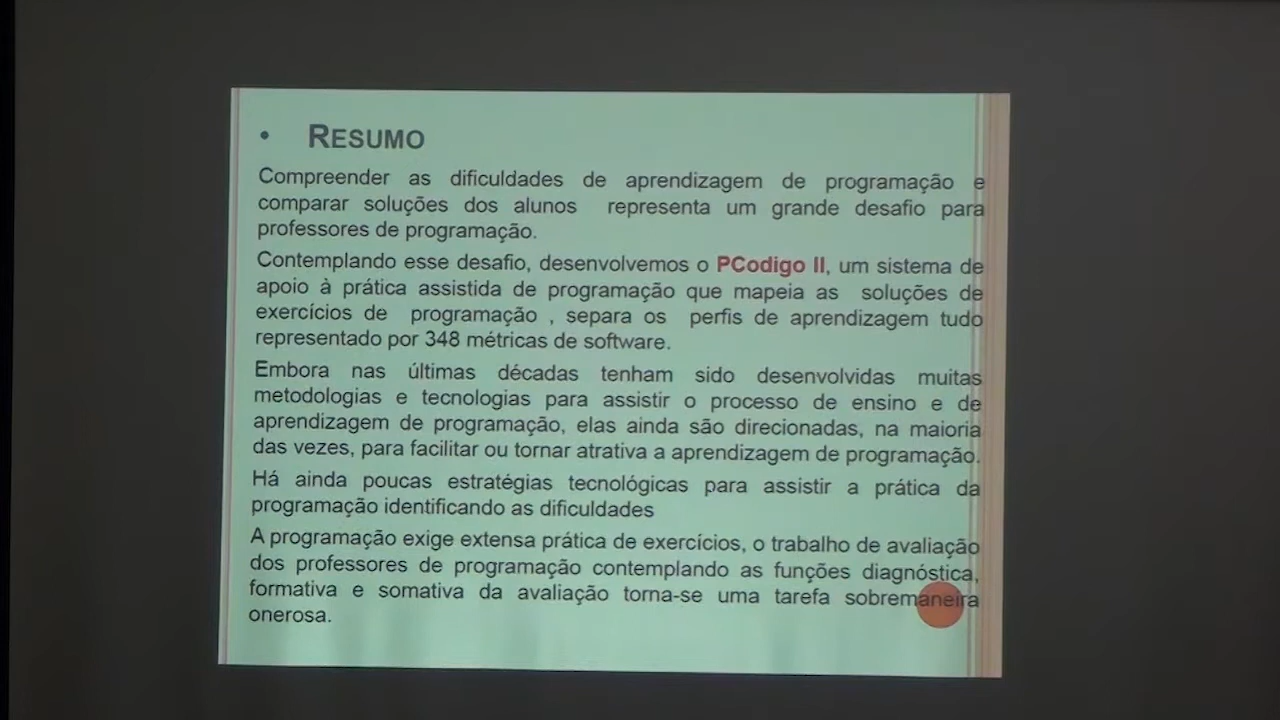 • RESUMO
Compreender as dificuldades de aprendizagem de programação e
comparar soluções dos alunos representa um grande desafio para
professores de programação.
Contemplando esse desafio, desenvolvemos o PCodigo II, um sistema de
apoio à prática assistida de programação que mapeia as soluções de
exercícios de programação , separa os perfis de aprendizagem tudo
representado por 348 métricas de software.
Embora nas últimas décadas tenham sido desenvolvidas muitas
metodologias e tecnologias para assistir o processo de ensino e de
aprendizagem de programação, elas ainda são direcionadas, na maioria
das vezes, para facilitar ou tornar atrativa a aprendizagem de programação.
Há ainda poucas estratégias tecnológicas para assistir a prática da
programação identificando as dificuldades
A programação exige extensa prática de exercícios, o trabalho de avaliação
dos professores de programação contemplando as funções diagnóstica,
formativa e somativa da avaliação torna-se uma tarefa sobremaneira
onerosa.